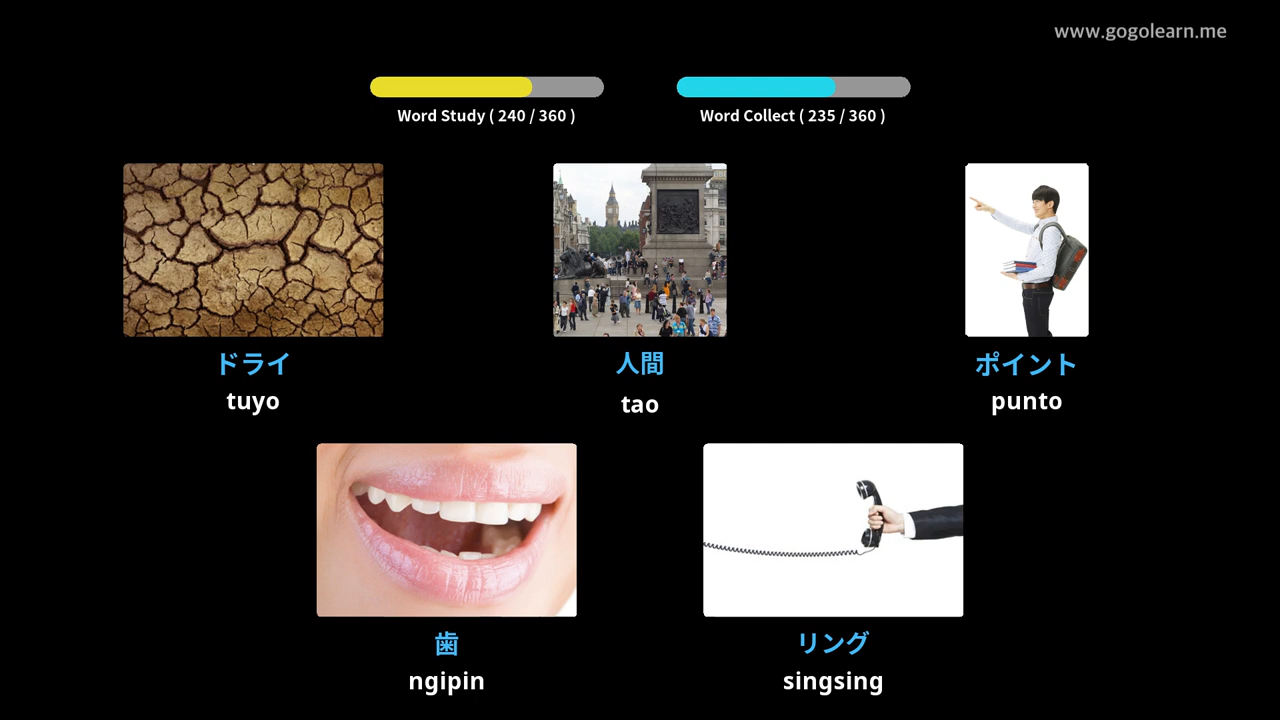 www.gogolearn.me
Word Study ( 240 / 360 )
Word Collect ( 235 / 360 )
ドライ
tuyo
人間
tao
ポイント
punto
歯
ngipin
リング
singsing